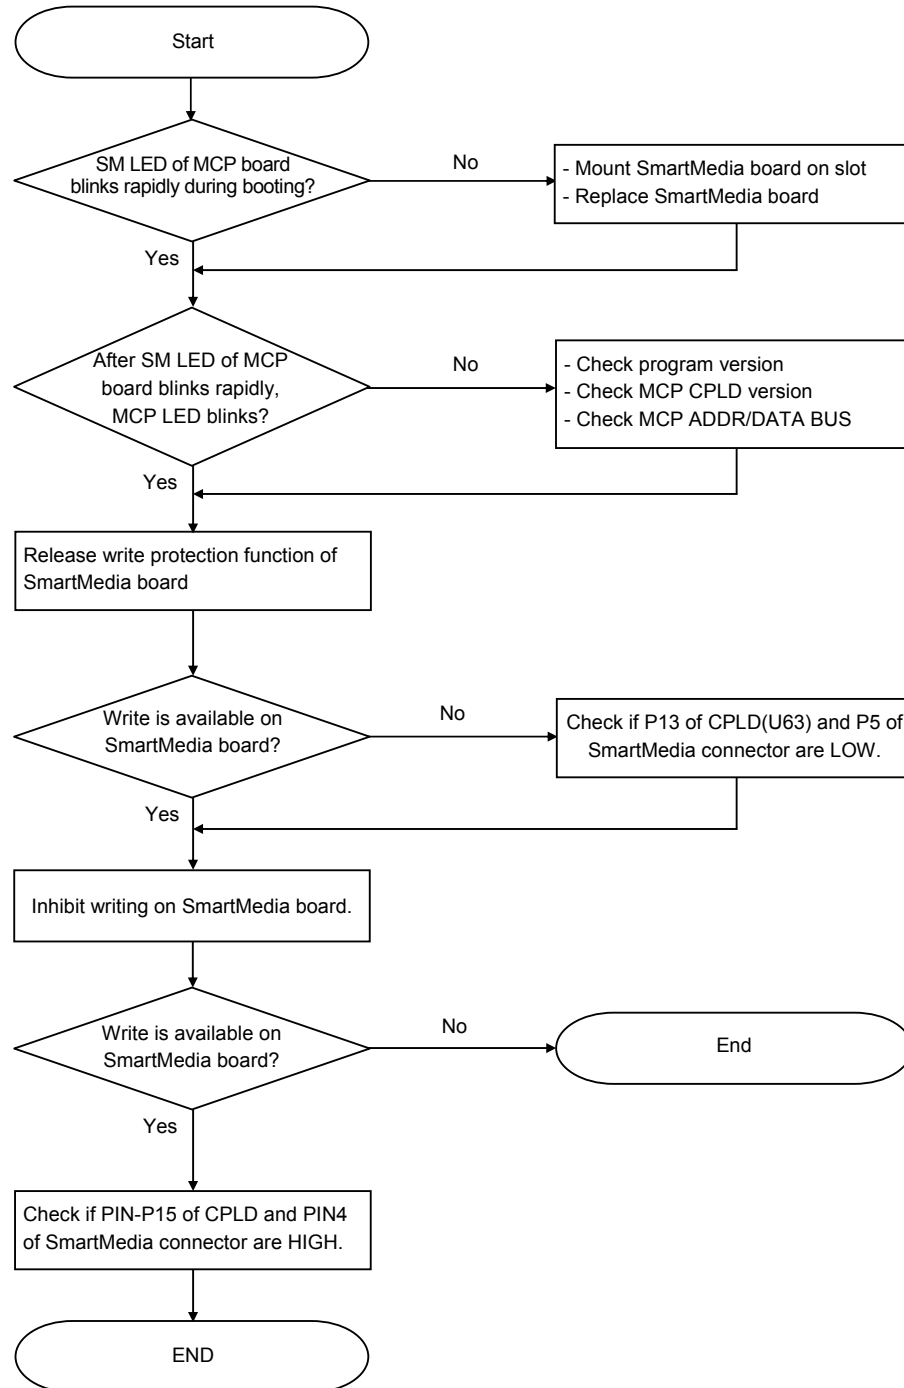 Start
SM LED of MCP board
blinks rapidly during booting?
No
- Mount SmartMedia board on slot
- Replace SmartMedia board
Yes
After SM LED of MCP
board blinks rapidly,
MCP LED blinks?
No
- Check program version
- Check MCP CPLD version
- Check MCP ADDR/DATA BUS
Yes
Release write protection function of
SmartMedia board
Write is available on
SmartMedia board?
No
Check if P13 of CPLD(U63) and P5 of
SmartMedia connector are LOW.
Yes
Inhibit writing on SmartMedia board.
Write is available on
SmartMedia board?
No
End
Yes
Check if PIN-P15 of CPLD and PIN4
of SmartMedia connector are HIGH.
END